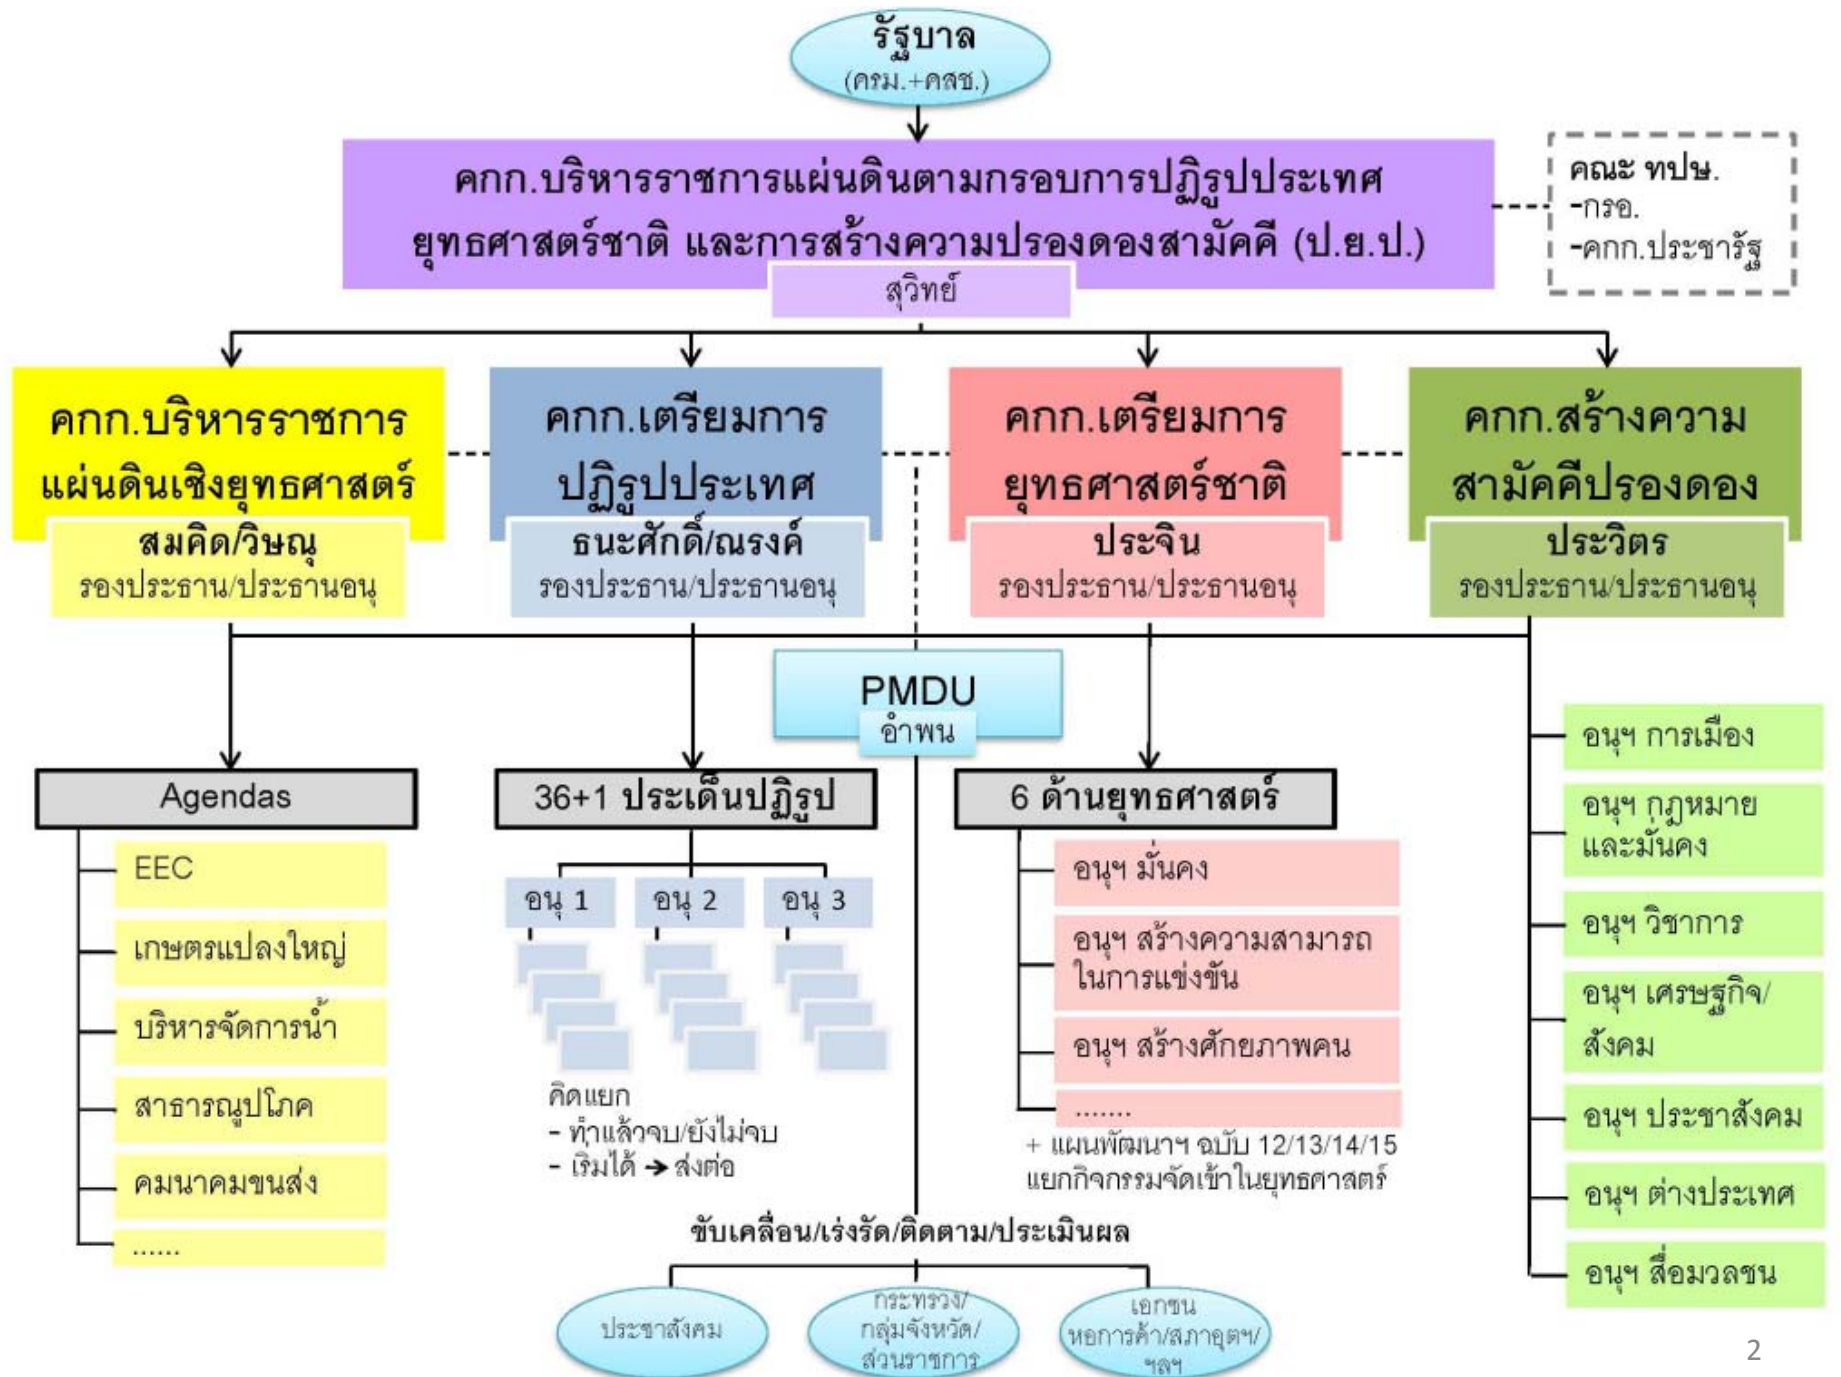 รัฐบาล
(ครม.+คสช.)
คกก.บริหารราชการแผ่นดินตามกรอบการปฏิรูปประเทศ
ยุทธศาสตร์ชาติ และการสร้างความปรองดองสามัคคี (ป.ย.ป.)
สุวิทย์
คณะ ทปษ.
-กรอ.
-คกก.ประชารัฐ
คกก.บริหารราชการ
แผ่นดินเชิงยุทธศาสตร์
สมคิด/วิษณุ
รองประธาน/ประธานอนุ
คกก.เตรียมการ
ปฏิรูปประเทศ
ธนะศักดิ์/ณรงค์
รองประธาน/ประธานอนุ
คกก.เตรียมการ
ยุทธศาสตร์ชาติ
ประจิน
รองประธาน/ประธานอนุ
คกก.สร้างความ
สามัคคีปรองดอง
ประวิตร
รองประธาน/ประธานอนุ
PMDU
อำพน
Agendas
EEC
เกษตรแปลงใหญ่
บริหารจัดการน้ำ
สาธารณูปโภค
คมนาคมขนส่ง
......
36+1 ประเด็นปฏิรูป
อนุ 1
อนุ 2
อนุ 3
คิดแยก
- ทำแล้วจบ/ยังไม่จบ
- เริ่มได้ → ส่งต่อ
6 ด้านยุทธศาสตร์
อนุฯ มั่นคง
อนุฯ สร้างความสามารถ
ในการแข่งขัน
อนุฯ สร้างศักยภาพคน
.......
+ แผนพัฒนาฯ ฉบับ 12/13/14/15
แยกกิจกรรมจัดเข้าในยุทธศาสตร์
อนุฯ การเมือง
อนุฯ กฎหมาย
และมั่นคง
อนุฯ วิชาการ
อนุฯ เศรษฐกิจ/
สังคม
อนุฯ ประชาสังคม
อนุฯ ต่างประเทศ
อนุฯ สื่อมวลชน
ขับเคลื่อน/เร่งรัด/ติดตาม/ประเมินผล
ประชาสังคม
กระทรวง/
กลุ่มจังหวัด/
ส่วนราชการ
เอกชน
หอการค้า/สภาอุตฯ/
ฯลฯ
2